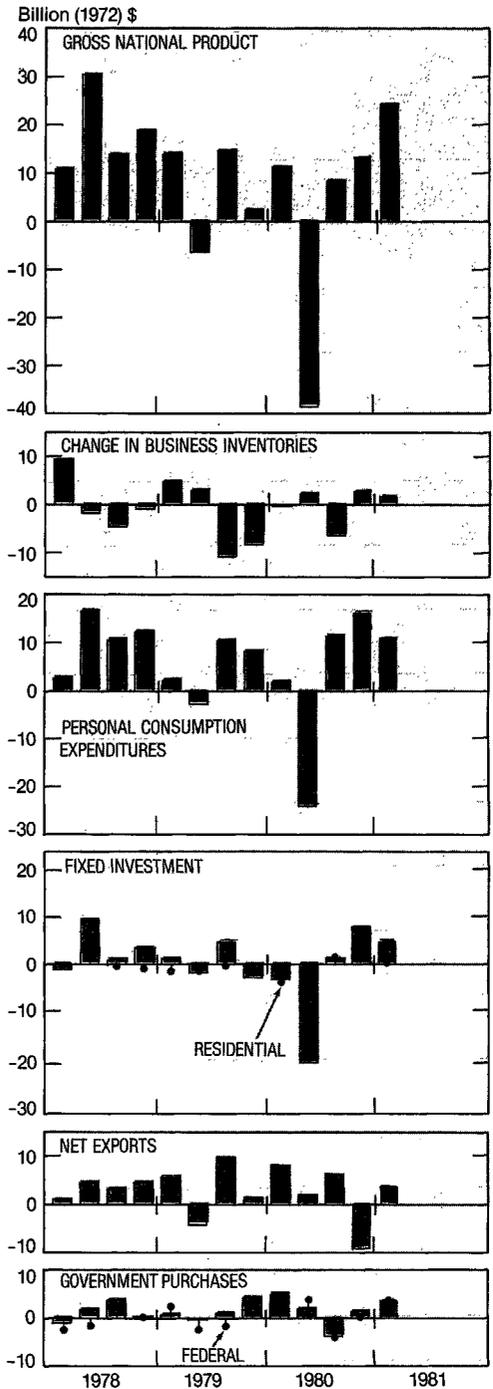 Billion (1972) $
GROSS NATIONAL PRODUCT
40
30
20
10
0
-10
-20
-30
-40
CHANGE IN BUSINESS INVENTORIES
10
0
-10
20
10
0
-10
-20
-30
PERSONAL CONSUMPTION
EXPENDITURES
FIXED INVESTMENT
20
10
0
-10
-20
-30
RESIDENTIAL
NET EXPORTS
10
0
-10
GOVERNMENT PURCHASES
10
0
-10
FEDERAL
1978 1979 1980 1981